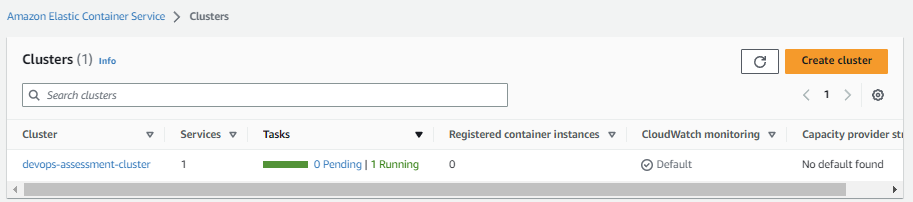 Amazon Elastic Container Service > Clusters
Clusters (1) Info
Create cluster
Search clusters
1
Cluster Services Tasks Registered container instances CloudWatch monitoring Capacity provider
devops-assessment-cluster 1 0 Pending | 1 Running 0 Default No default found